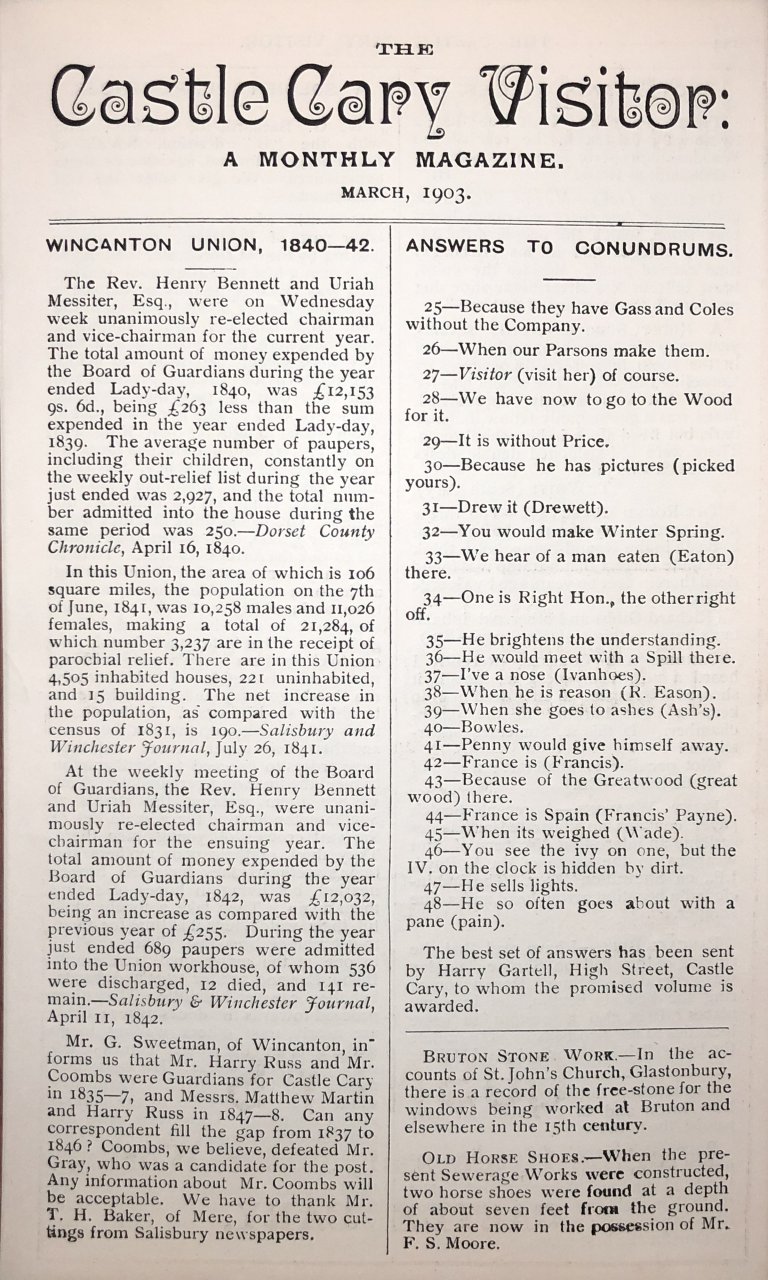 THE
Castle Cary Visitor:
A MONTHLY MAGAZINE.
MARCH, 1903.
WINCANTON UNION, 1840—42.
The Rev. Henry Bennett and Uriah
Messiter, Esq., were on Wednesday
week unanimously re-elected chairman
and vice-chairman for the current year.
The total amount of money expended by
the Board of Guardians during the year
ended Lady-day, 1840, was £12,153
9s. 6d., being £263 less than the sum
expended in the year ended Lady-day,
1839. The average number of paupers,
including their children, constantly on
the weekly out-relief list during the year
just ended was 2,927, and the total num-
ber admitted into the house during the
same period was 250.—Dorset County
Chronicle, April 16, 1840.
In this Union, the area of which is 106
square miles, the population on the 7th
of June, 1841, was 10,258 males and 11,026
females, making a total of 21,284, of
which number 3,237 are in the receipt of
parochial relief. There are in this Union
4,505 inhabited houses, 221 uninhabited,
and 15 building. The net increase in
the population, as compared with the
census of 1831, is 190.—Salisbury and
Winchester Journal, July 26, 1841.
At the weekly meeting of the Board
of Guardians, the Rev. Henry Bennett
and Uriah Messiter, Esq., were unani-
mously re-elected chairman and vice-
chairman for the ensuing year. The
total amount of money expended by the
Board of Guardians during the year
ended Lady-day, 1842, was £12,032,
being an increase as compared with the
previous year of £255. During the year
just ended 689 paupers were admitted
into the Union workhouse, of whom 536
were discharged, 12 died, and 141 re-
main.—Salisbury & Winchester Journal,
April 11, 1842.
Mr. G. Sweetman, of Wincanton, in-
forms us that Mr. Harry Russ and Mr.
Coombs were Guardians for Castle Cary
in 1835—7, and Messrs. Matthew Martin
and Harry Russ in 1847—8. Can any
correspondent fill the gap from 1837 to
1846? Coombs, we believe, defeated Mr.
Gray, who was a candidate for the post.
Any information about Mr. Coombs will
be acceptable. We have to thank Mr.
T. H. Baker, of Mere, for the two cut-
tings from Salisbury newspapers.
ANSWERS TO CONUNDRUMS.
25—Because they have Gass and Coles
without the Company.
26—When our Parsons make them.
27—Visitor (visit her) of course.
28—We have now to go to the Wood
for it.
29—It is without Price.
30—Because he has pictures (picked
yours).
31—Drew it (Drewett).
32—You would make Winter Spring.
33—We hear of a man eaten (Eaton)
there.
34—One is Right Hon., the other right
off.
35—He brightens the understanding.
36—He would meet with a Spill there.
37—I've a nose (Ivanhoes).
38—When he is reason (R. Eason).
39—When she goes to ashes (Ash's).
40—Bowles.
41—Penny would give himself away.
42—France is (Francis).
43—Because of the Greatwood (great
wood) there.
44—France is Spain (Francis' Payne).
45—When its weighed (Wade).
46—You see the ivy on one, but the
IV. on the clock is hidden by dirt.
47—He sells lights.
48—He so often goes about with a
pane (pain).
The best set of answers has been sent
by Harry Gartell, High Street, Castle
Cary, to whom the promised volume is
awarded.
BRUTON STONE WORK.—In the ac-
counts of St. John's Church, Glastonbury,
there is a record of the free-stone for the
windows being worked at Bruton and
elsewhere in the 15th century.
OLD HORSE SHOES.—When the pre-
sent Sewerage Works were constructed,
two horse shoes were found at a depth
of about seven feet from the ground.
They are now in the possession of Mr.
F. S. Moore.